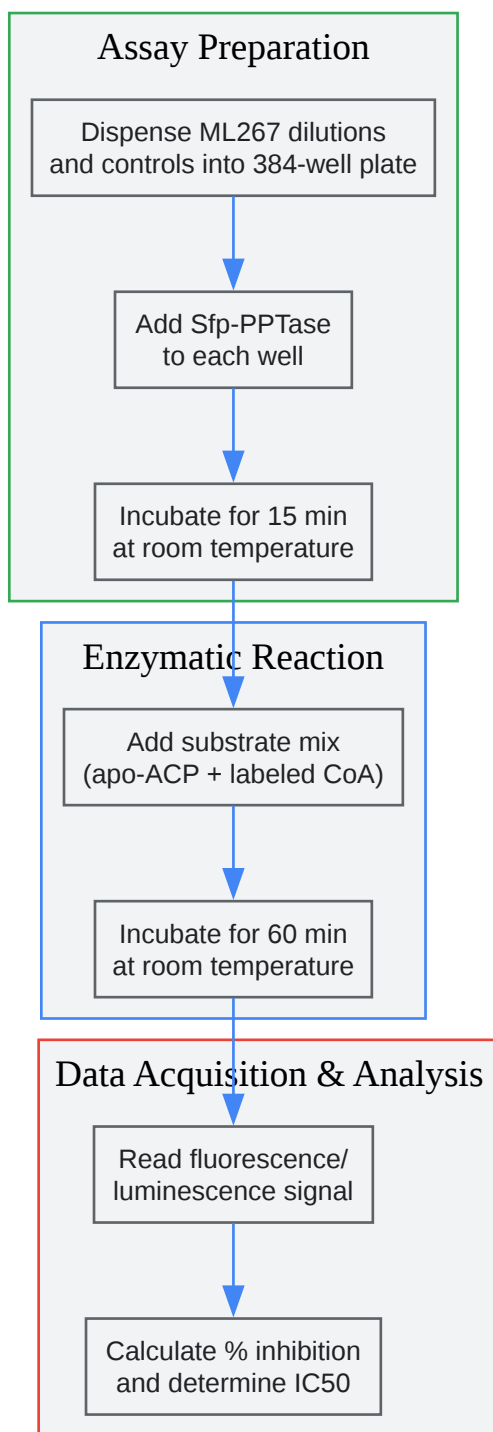 Assay Preparation
Dispense ML267 dilutions
and controls into 384-well plate
Add Sfp-PPTase
to each well
Incubate for 15 min
at room temperature
Enzymatic Reaction
Add substrate mix
(apo-ACP + labeled CoA)
Incubate for 60 min
at room temperature
Data Acquisition & Analysis
Read fluorescence/
luminescence signal
Calculate % inhibition
and determine IC50